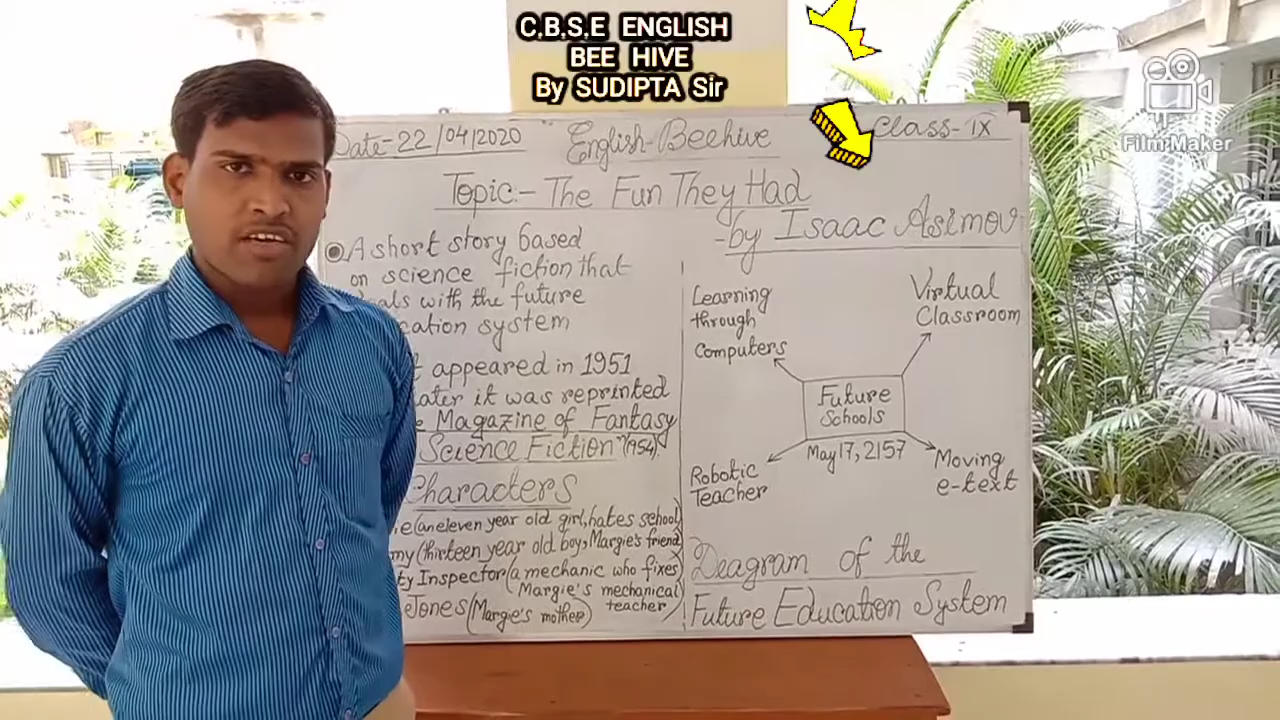 C.B.S.E ENGLISH
BEE HIVE
By SUDIPTA Sir
FilmMaker
Date-22/04/2020
English-Beehive
Class-IX
Topic:- The Fun They Had
-by Isaac Asimov
A short story based
on science fiction that
with the future
system
appeared in 1951
it was reprinted
Magazine of Fantasy
Science Fiction" (1954).
Characters
(an eleven year old girl, hates school)
(thirteen year old boy, Margie's friend)
Inspector (a mechanic who fixes
Margie's mechanical
teacher)
Jones (Margie's mother)
Learning
through
Computers
Virtual
Classroom
Future
Schools
May 17, 2157
Robotic
Teacher
Moving
e-text
Deagram of the
Future Education System